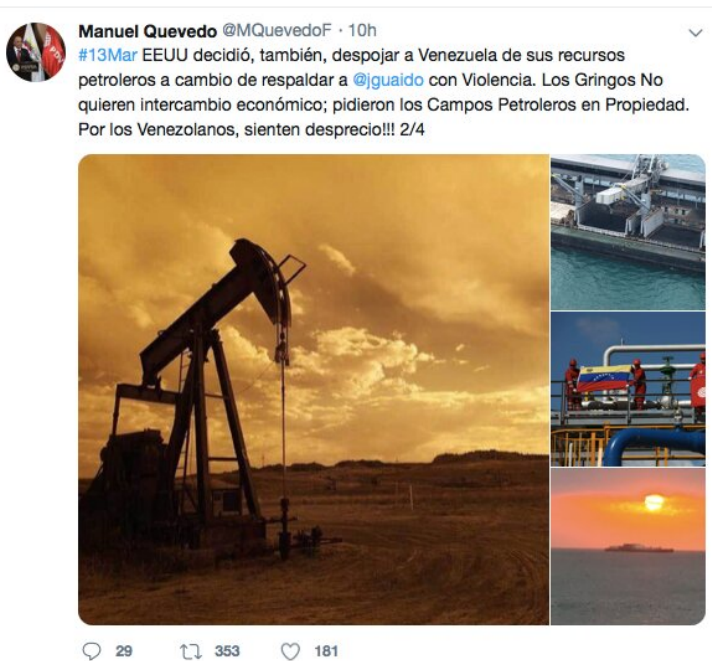 Manuel Quevedo @MQuevedoF · 10h
#13Mar EEUU decidió, también, despojar a Venezuela de sus recursos
petroleros a cambio de respaldar a @jguaido con Violencia. Los Gringos No
quieren intercambio económico; pidieron los Campos Petroleros en Propiedad.
Por los Venezolanos, sienten desprecio!!! 2/4
29 353 181